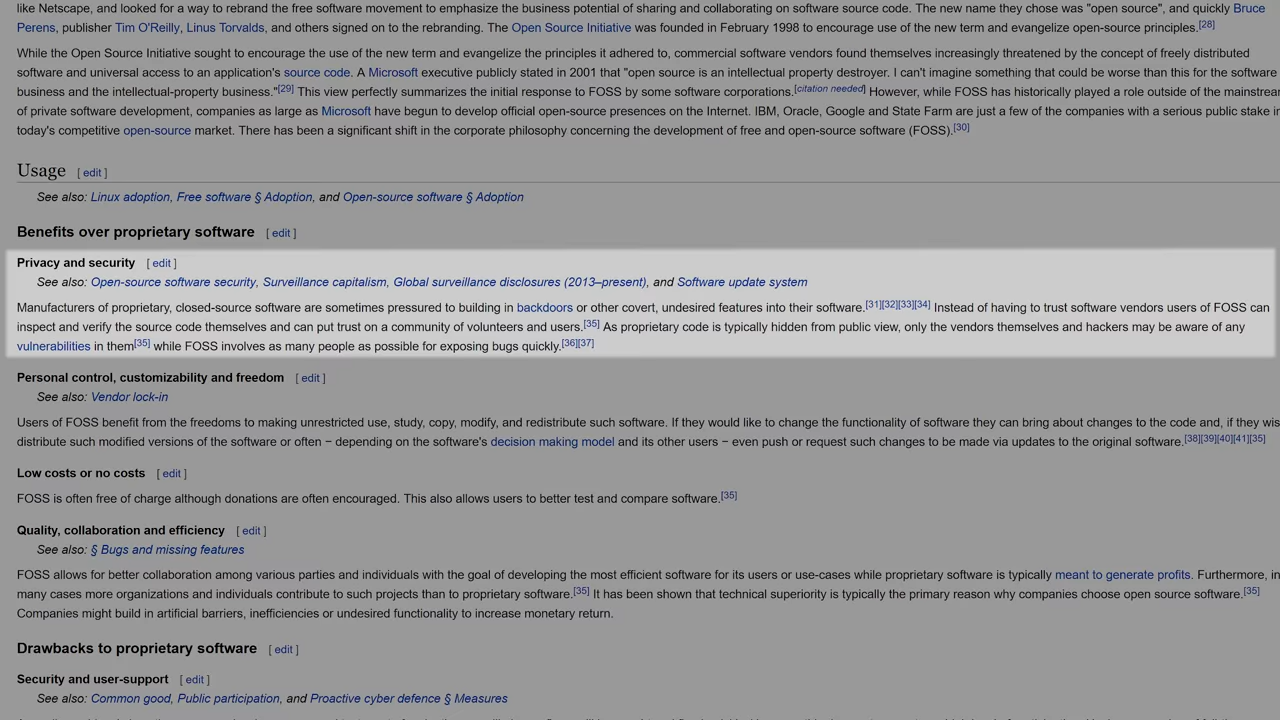 like Netscape, and looked for a way to rebrand the free software movement to emphasize the business potential of sharing and collaborating on software source code. The new name they chose was "open source", and quickly Bruce
Perens, publisher Tim O'Reilly, Linus Torvalds, and others signed on to the rebranding. The Open Source Initiative was founded in February 1998 to encourage use of the new term and evangelize open-source principles.[28]
While the Open Source Initiative sought to encourage the use of the new term and evangelize the principles it adhered to, commercial software vendors found themselves increasingly threatened by the concept of freely distributed
software and universal access to an application's source code. A Microsoft executive publicly stated in 2001 that "open source is an intellectual property destroyer. I can't imagine something that could be worse than this for the software
business and the intellectual-property business."[29] This view perfectly summarizes the initial response to FOSS by some software corporations.[citation needed] However, while FOSS has historically played a role outside of the mainstream
of private software development, companies as large as Microsoft have begun to develop official open-source presences on the Internet. IBM, Oracle, Google and State Farm are just a few of the companies with a serious public stake in
today's competitive open-source market. There has been a significant shift in the corporate philosophy concerning the development of free and open-source software (FOSS).[30]
Usage [ edit ]
See also: Linux adoption, Free software § Adoption, and Open-source software § Adoption
Benefits over proprietary software [ edit ]
Privacy and security [ edit ]
See also: Open-source software security, Surveillance capitalism, Global surveillance disclosures (2013–present), and Software update system
Manufacturers of proprietary, closed-source software are sometimes pressured to building in backdoors or other covert, undesired features into their software.[31][32][33][34] Instead of having to trust software vendors users of FOSS can
inspect and verify the source code themselves and can put trust on a community of volunteers and users.[35] As proprietary code is typically hidden from public view, only the vendors themselves and hackers may be aware of any
vulnerabilities in them[35] while FOSS involves as many people as possible for exposing bugs quickly.[36][37]
Personal control, customizability and freedom [ edit ]
See also: Vendor lock-in
Users of FOSS benefit from the freedoms to making unrestricted use, study, copy, modify, and redistribute such software. If they would like to change the functionality of software they can bring about changes to the code and, if they wis
distribute such modified versions of the software or often − depending on the software's decision making model and its other users − even push or request such changes to be made via updates to the original software.[38][39][40][41][35]
Low costs or no costs [ edit ]
FOSS is often free of charge although donations are often encouraged. This also allows users to better test and compare software.[35]
Quality, collaboration and efficiency [ edit ]
See also: § Bugs and missing features
FOSS allows for better collaboration among various parties and individuals with the goal of developing the most efficient software for its users or use-cases while proprietary software is typically meant to generate profits. Furthermore, in
many cases more organizations and individuals contribute to such projects than to proprietary software.[35] It has been shown that technical superiority is typically the primary reason why companies choose open source software.[35]
Companies might build in artificial barriers, inefficiencies or undesired functionality to increase monetary return.
Drawbacks to proprietary software [ edit ]
Security and user-support [ edit ]
See also: Common good, Public participation, and Proactive cyber defence § Measures